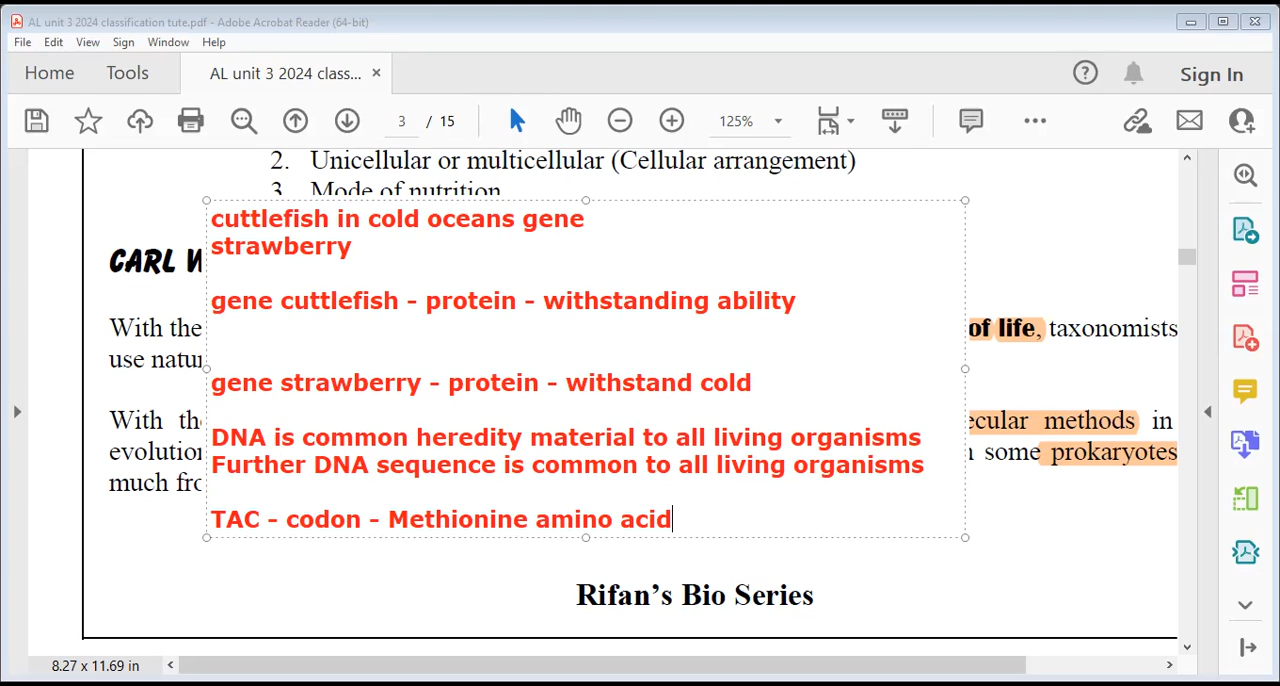 AL unit 3 2024 classification tute.pdf - Adobe Acrobat Reader (64-bit)
File Edit View Sign Window Help
Home Tools AL unit 3 2024 class... × Sign In
3 / 15 125%
2. Unicellular or multicellular (Cellular arrangement)
3. Mode of nutrition
cuttlefish in cold oceans gene
strawberry
CARL
gene cuttlefish - protein - withstanding ability
With the of life, taxonomists
use
gene strawberry - protein - withstand cold
With methods in
DNA is common heredity material to all living organisms
some prokaryotes
Further DNA sequence is common to all living organisms
much
TAC - codon - Methionine amino acid
Rifan's Bio Series
8.27 x 11.69 in